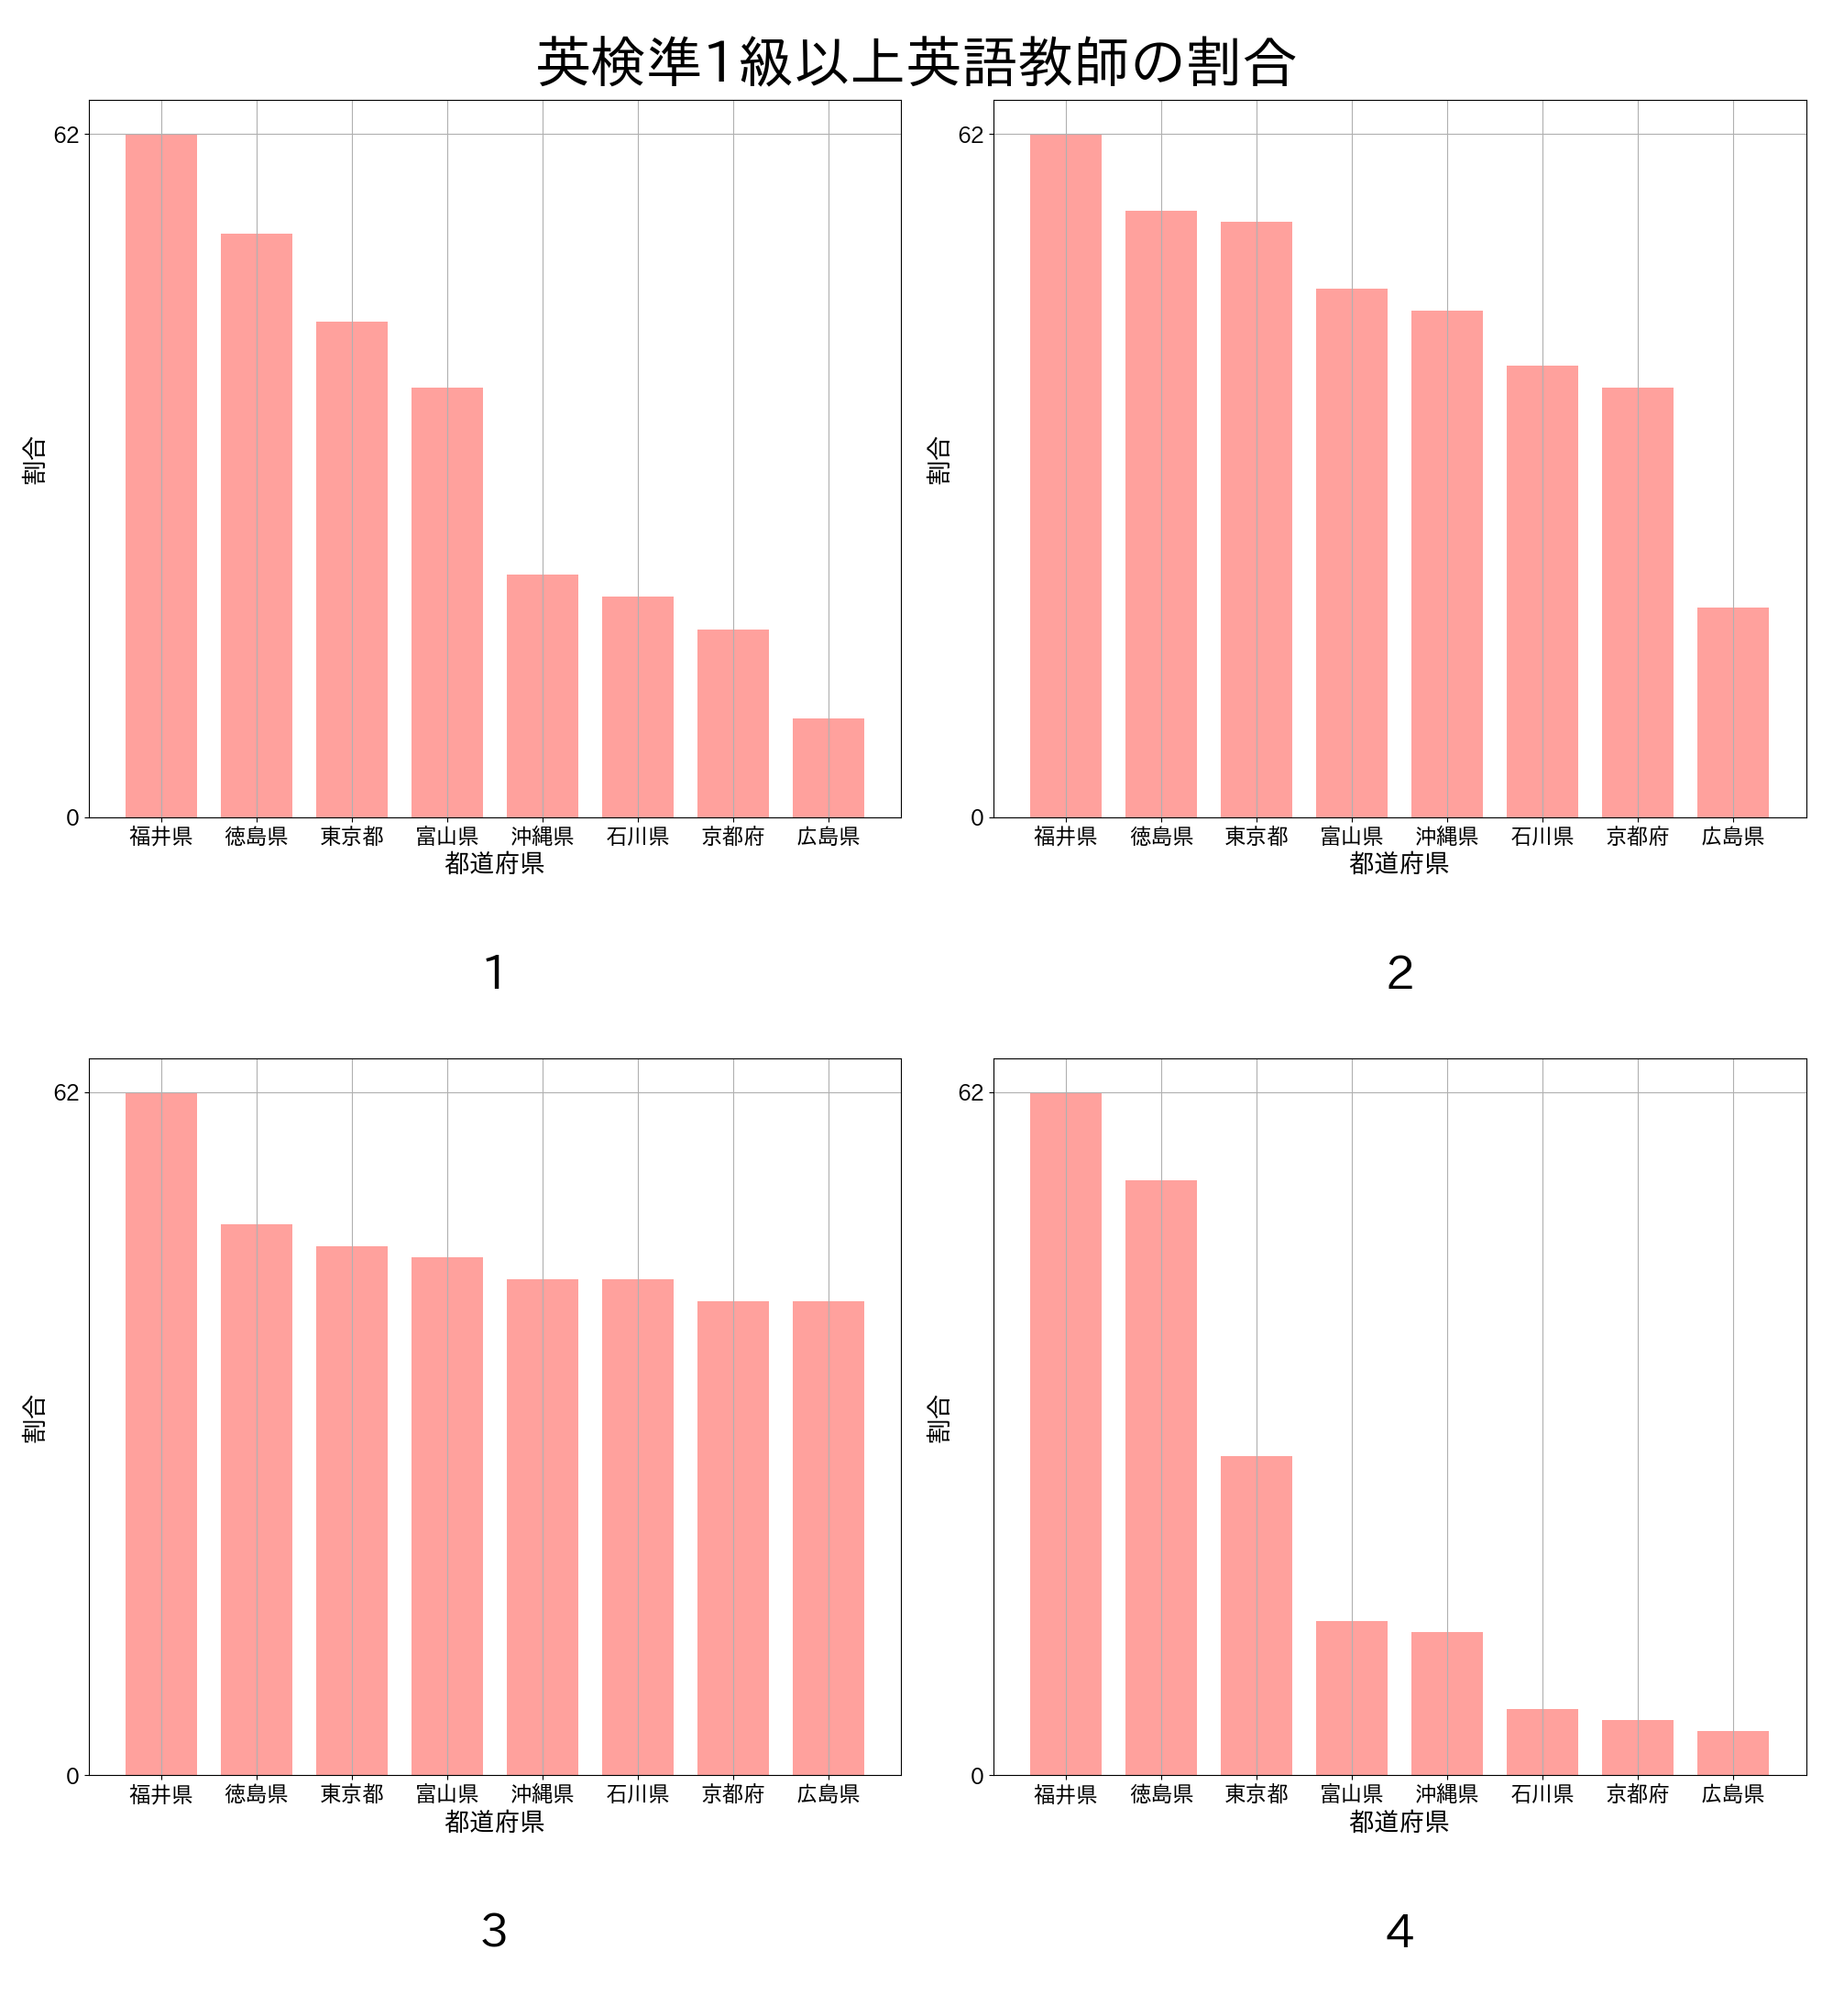 英検準1級以上英語教師の割合
62
0
割合
福井県 徳島県 東京都 富山県 沖縄県 石川県 京都府 広島県
都道府県
1
62
0
割合
福井県 徳島県 東京都 富山県 沖縄県 石川県 京都府 広島県
都道府県
2
62
0
割合
福井県 徳島県 東京都 富山県 沖縄県 石川県 京都府 広島県
都道府県
3
62
0
割合
福井県 徳島県 東京都 富山県 沖縄県 石川県 京都府 広島県
都道府県
4